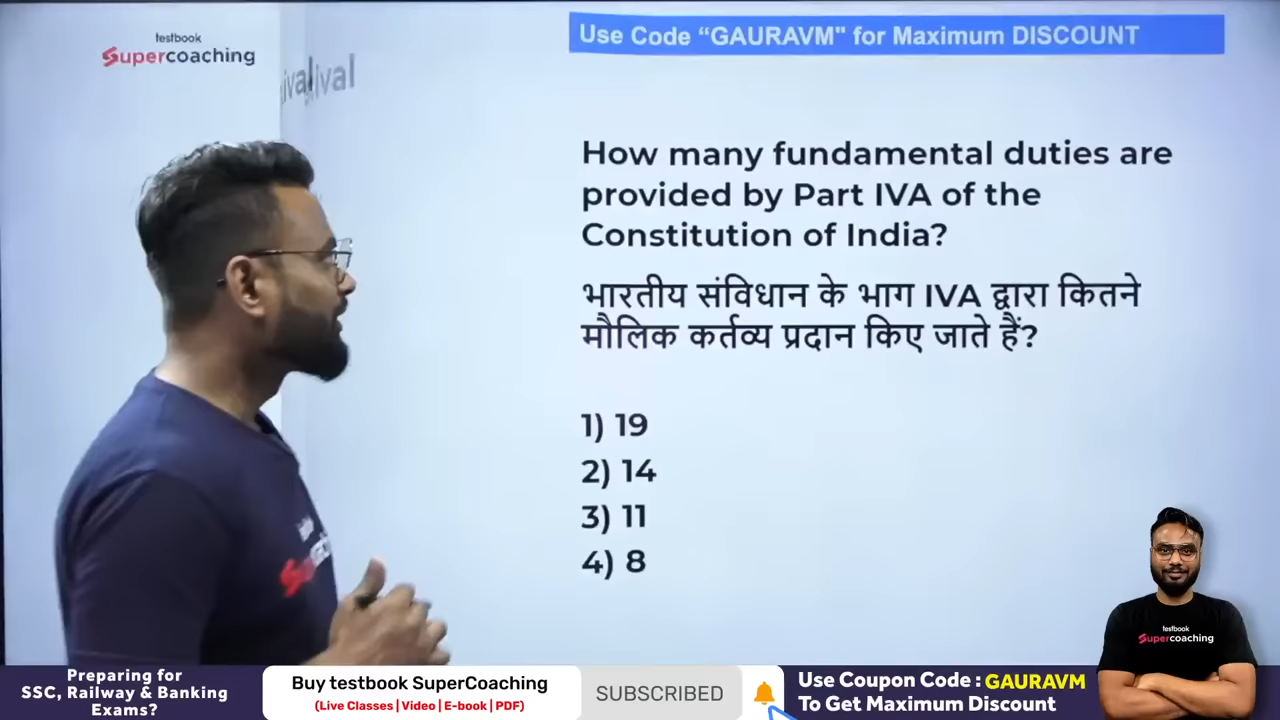 testbook
Supercoaching
Use Code “GAURAVM" for Maximum DISCOUNT
How many fundamental duties are
provided by Part IVA of the
Constitution of India?
भारतीय संविधान के भाग IVA द्वारा कितने
मौलिक कर्तव्य प्रदान किए जाते हैं?
1) 19
2) 14
3) 11
4) 8
testbook
Supercoaching
Preparing for
SSC, Railway & Banking
Exams?
Buy testbook SuperCoaching
(Live Classes | Video | E-book | PDF)
SUBSCRIBED
Use Coupon Code : GAURAVM
To Get Maximum Discount